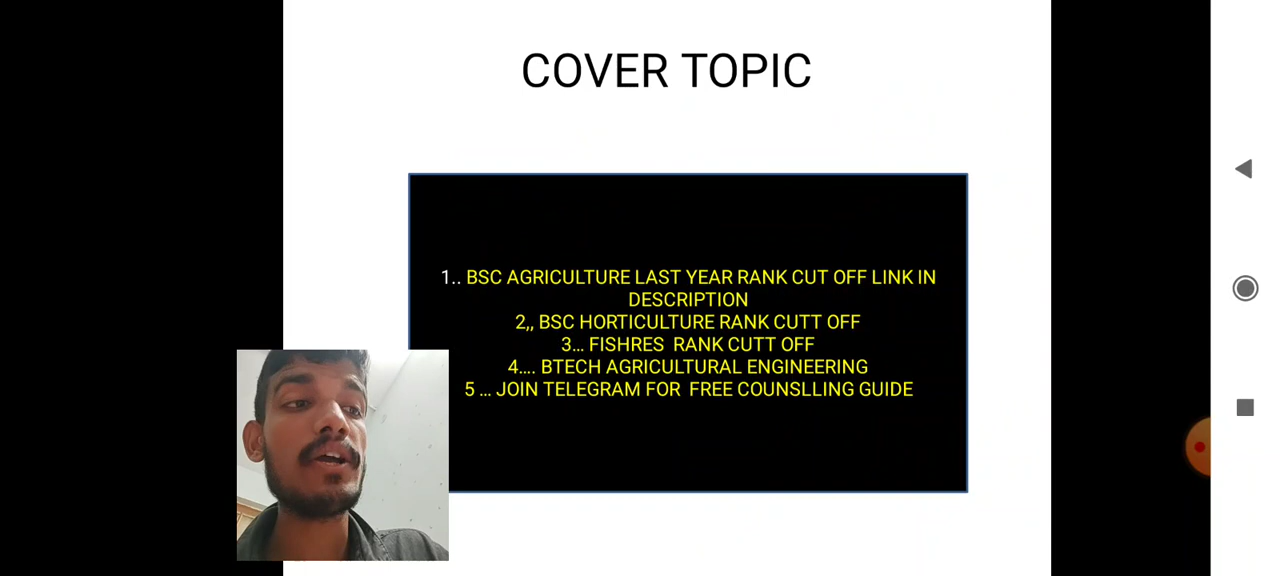 COVER TOPIC
1.. BSC AGRICULTURE LAST YEAR RANK CUT OFF LINK IN
DESCRIPTION
2,, BSC HORTICULTURE RANK CUTT OFF
3... FISHRES RANK CUTT OFF
4.... BTECH AGRICULTURAL ENGINEERING
5 ... JOIN TELEGRAM FOR FREE COUNSLLING GUIDE